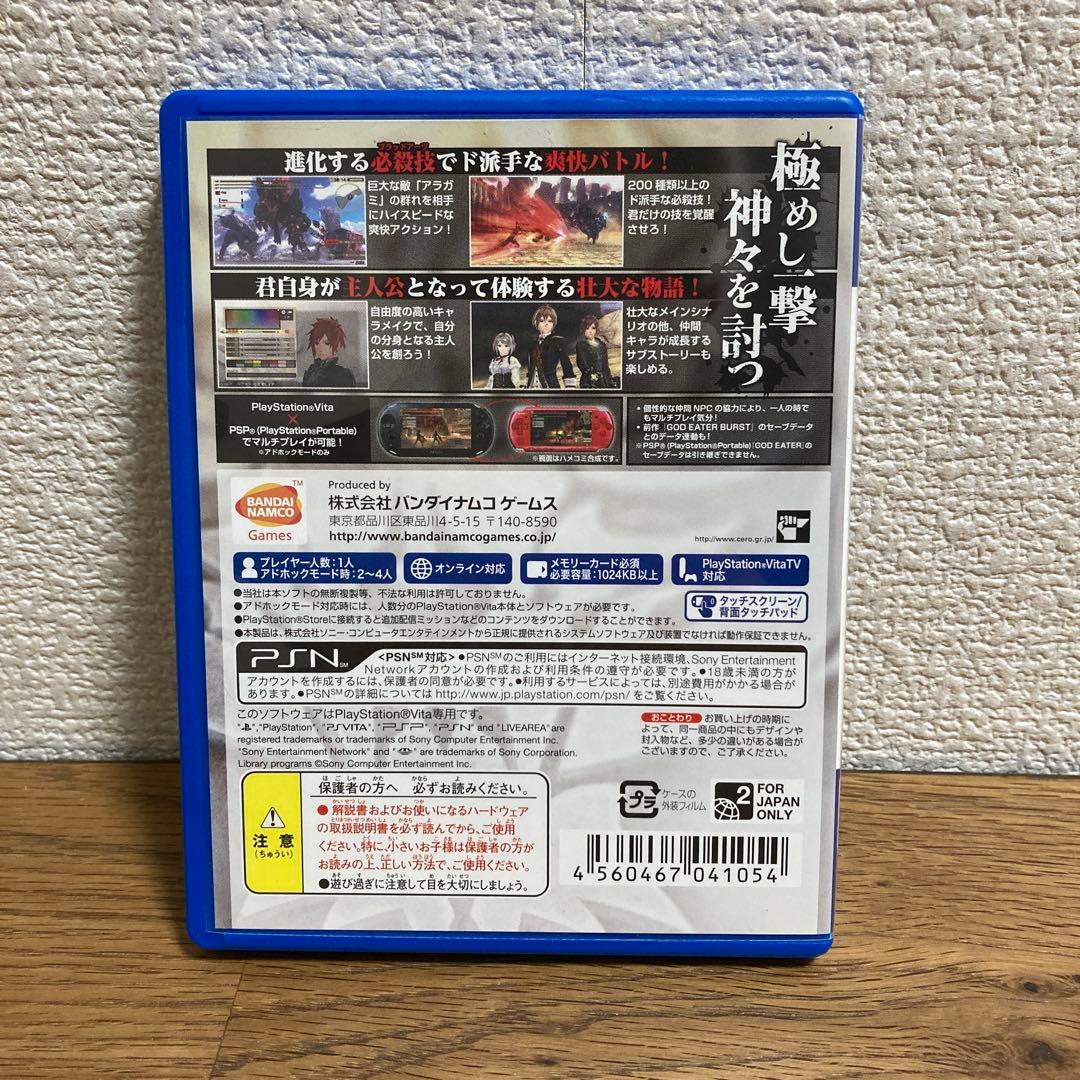 極めし一撃
神々を討つ
ブラッドアーツ
進化する必殺技でド派手な爽快バトル！
巨大な敵「アラガ
ミ」の群れを相手
にハイスピードな
爽快アクション！
200種類以上の
ド派手な必殺技！
君だけの技を覚醒
させろ！
君自身が主人公となって体験する壮大な物語！
自由度の高いキャ
ラメイクで、自分
の分身となる主人
公を創ろう！
壮大なメインシナ
リオの他、仲間
キャラが成長する
サブストーリーも
楽しめる。
PlayStation®Vita
×
PSP®(PlayStation®Portable)
でマルチプレイが可能！
※アドホックモードのみ
※画面はハメコミ合成です。
・個性的な仲間NPCの協力により、一人の時で
もマルチプレイ気分！
・前作『GOD EATER BURST』のセーブデータ
とのデータ連動も！
※PSP®(PlayStation®Portable)『GOD EATER』の
セーブデータは引き継ぎできません。
BANDAI
NAMCO
Games
TM
Produced by
株式会社 バンダイナムコ ゲームス
東京都品川区東品川4-5-15 〒140-8590
http://www.bandainamcogames.co.jp/
http://www.cero.gr.jp/
プレイヤー人数：1人
アドホックモード時：2～4人
オンライン対応
メモリーカード必須
必要容量：1024KB以上
PlayStation®VitaTV
対応
●当社は本ソフトの無断複製等、不法な利用は許可しておりません。
●アドホックモード対応時には、人数分のPlayStation®Vita本体とソフトウェアが必要です。
●PlayStation®Storeに接続すると追加配信ミッションなどのコンテンツをダウンロードすることができます。
●本製品は、株式会社ソニー・コンピュータエンタテインメントから正規に提供されるシステムソフトウェア及び装置でなければ動作保証できません。
タッチスクリーン/
背面タッチパッド
PSN SM
<PSN℠対応>●PSN℠のご利用にはインターネット接続環境、Sony Entertainment
Networkアカウントの作成および利用条件の遵守が必要です。●18歳未満の方が
アカウントを作成するには、保護者の同意が必要です。●利用するサービスによっては、別途費用がかかる場合が
あります。●PSN℠の詳細については http://www.jp.playstation.com/psn/ をご覧ください。
このソフトウェアはPlayStation®Vita専用です。
"","PlayStation", "PSVITA", "PSP", "PSN" and "LIVEAREA" are
registered trademarks or trademarks of Sony Computer Entertainment Inc.
"Sony Entertainment Network" and "" are trademarks of Sony Corporation.
Library programs ©Sony Computer Entertainment Inc.
おことわり お買い上げの時期に
よって、同一商品の中にもデザインや
封入物など、多少の違いがある場合が
ございますので、ご了承ください。
注意
(ちゅうい)
保護者の方へ 必ずお読みください。
●解説書およびお使いになるハードウェア
の取扱説明書を必ず読んでから、ご使用
ください。特に、小さいお子様は保護者の方が
お読みの上、正しい方法で、ご使用ください。
●遊び過ぎに注意して目を大切にしましょう。
プラ
ケースの
外装フィルム
2
FOR
JAPAN
ONLY
4 560467 041054